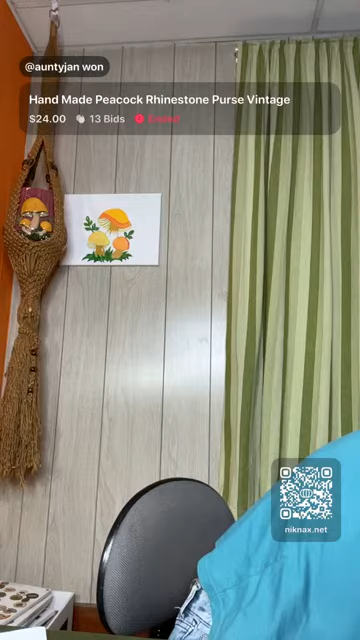 @auntyjan won
Hand Made Peacock Rhinestone Purse Vintage
$24.00 13 Bids Ended
niknax.net